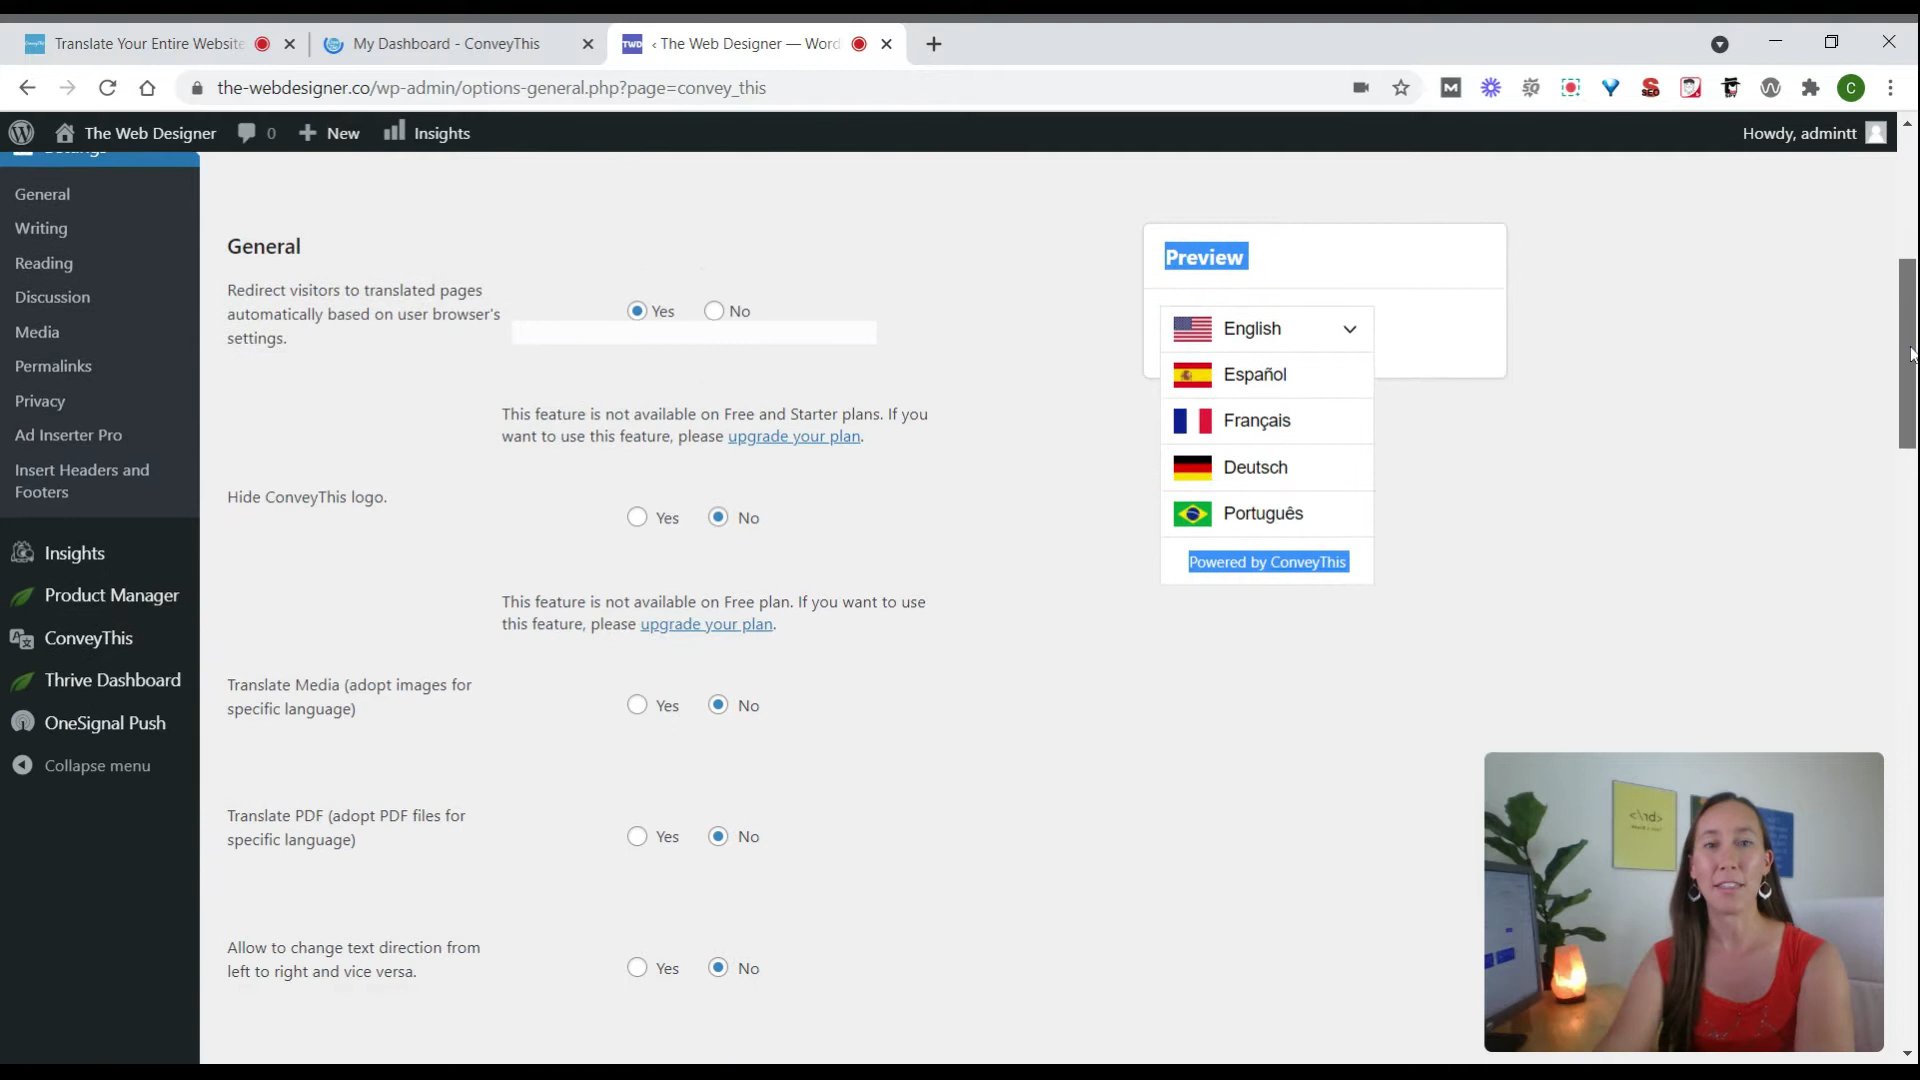 Translate Your Entire Website
My Dashboard - ConveyThis
TWD
‹ The Web Designer — Word
the-webdesigner.co/wp-admin/options-general.php?page=convey_this
M
SEO
C
The Web Designer
0
New
Insights
Howdy, admintt
Settings
General
Writing
Reading
Discussion
Media
Permalinks
Privacy
Ad Inserter Pro
Insert Headers and
Footers
Insights
Product Manager
ConveyThis
Thrive Dashboard
OneSignal Push
Collapse menu
General
Redirect visitors to translated pages
automatically based on user browser's
settings.
Yes
No
This feature is not available on Free and Starter plans. If you
want to use this feature, please upgrade your plan.
Hide ConveyThis logo.
Yes
No
This feature is not available on Free plan. If you want to use
this feature, please upgrade your plan.
Translate Media (adopt images for
specific language)
Yes
No
Translate PDF (adopt PDF files for
specific language)
Yes
No
Allow to change text direction from
left to right and vice versa.
Yes
No
Preview
English
Español
Français
Deutsch
Português
Powered by ConveyThis